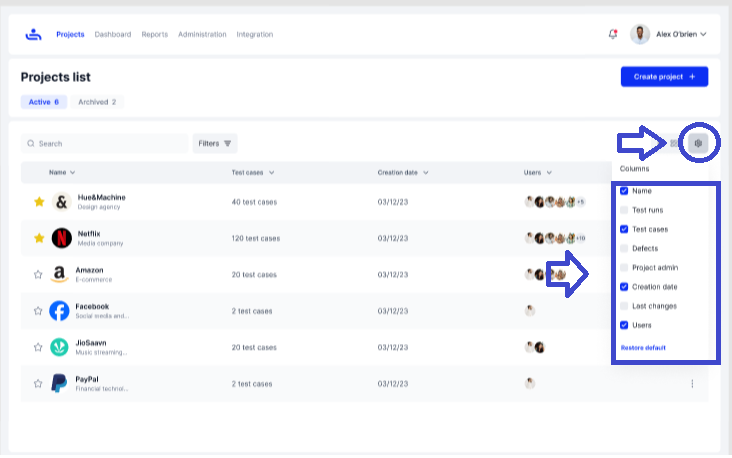 Projects Dashboard Reports Administration Integration Alex O'brien
Projects list
Create project +
Active 6 Archived 2
Search Filters
Columns
Name Test cases Creation date Users
Name
Test runs
Test cases
Defects
Project admin
Creation date
Last changes
Users
Restore default
Hue&Machine
Design agency
40 test cases 03/12/23 +5
Netflix
Media company
120 test cases 03/12/23 +10
Amazon
E-commerce
20 test cases 03/12/23
Facebook
Social media and...
2 test cases 03/12/23
JioSaavn
Music streaming...
20 test cases 03/12/23
PayPal
Financial technor...
2 test cases 03/12/23